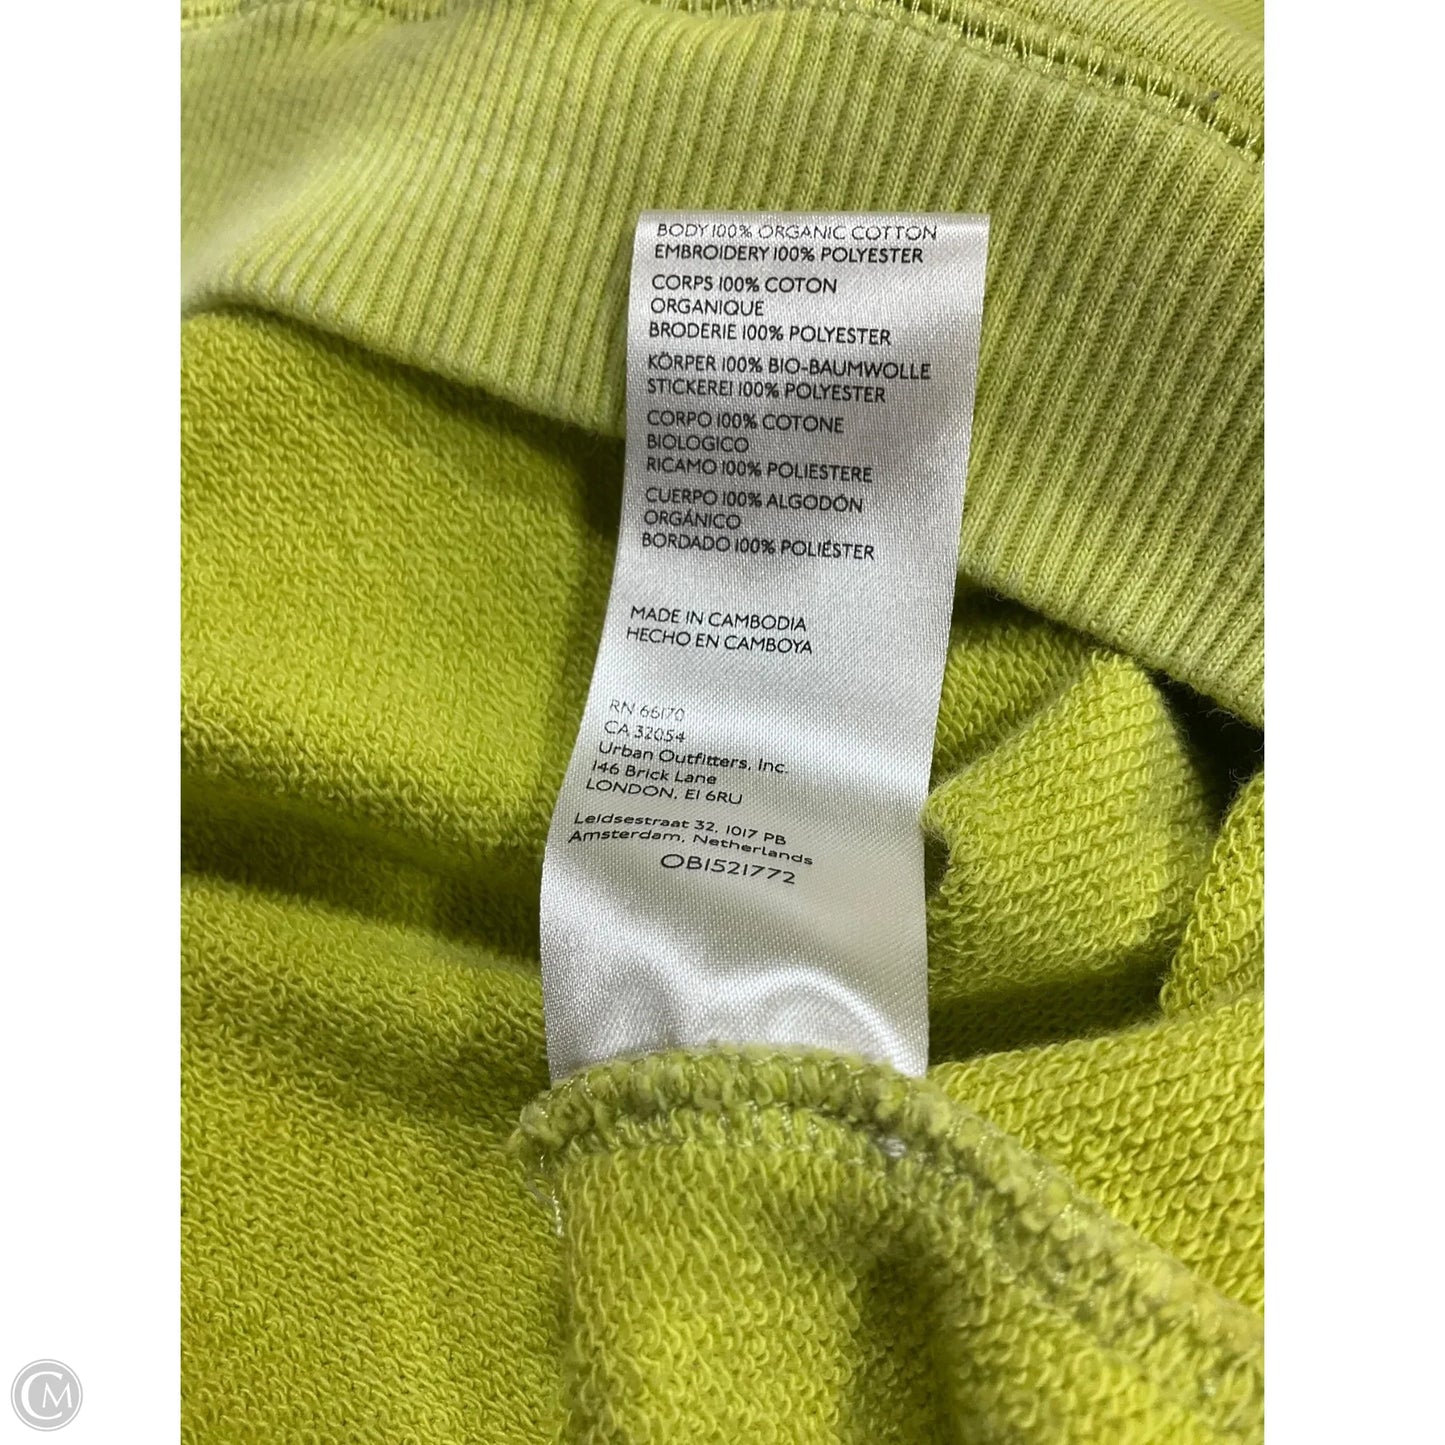 BODY 100% ORGANIC COTTON
EMBROIDERY 100% POLYESTER
CORPS 100% COTON
ORGANIQUE
BRODERIE 100% POLYESTER
KÖRPER 100% BIO-BAUMWOLLE
STICKEREI 100% POLYESTER
CORPO 100% COTONE
BIOLOGICO
RICAMO 100% POLIESTERE
CUERPO 100% ALGODÓN
ORGÁNICO
BORDADO 100% POLIÉSTER
MADE IN CAMBODIA
HECHO EN CAMBOYA
RN 66170
CA 32054
Urban Outfitters, Inc.
146 Brick Lane
LONDON, E1 6RU
Leidsestraat 32, 1017 PB
Amsterdam, Netherlands
OB1521772
CM